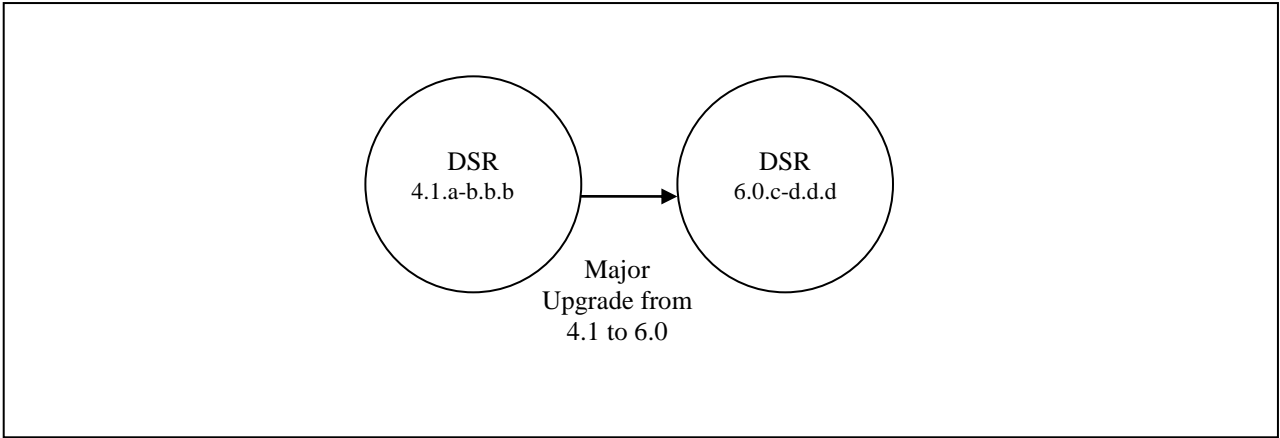 DSR
4.1.a-b.b.b
DSR
6.0.c-d.d.d
Major
Upgrade from
4.1 to 6.0